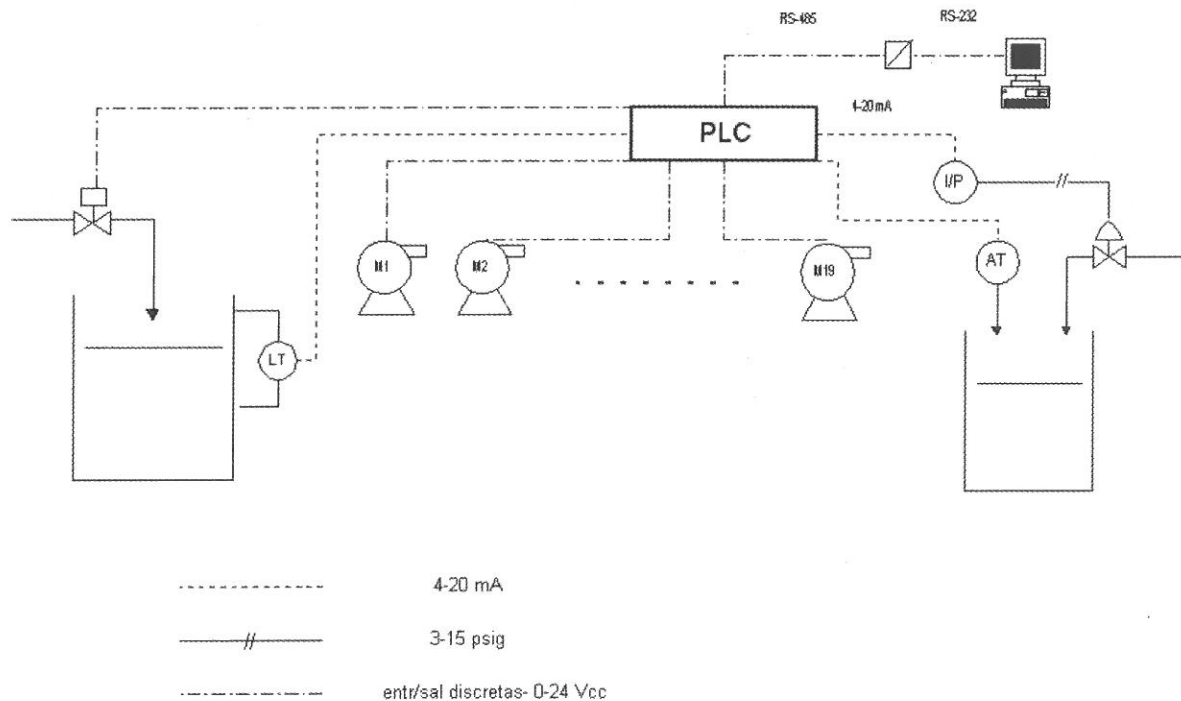 RS-485
RS-232
4-20 mA
PLC
I/P
M1
M2
M19
AT
LT
4-20 mA
3-15 psig
entr/sal discretas- 0-24 Vcc